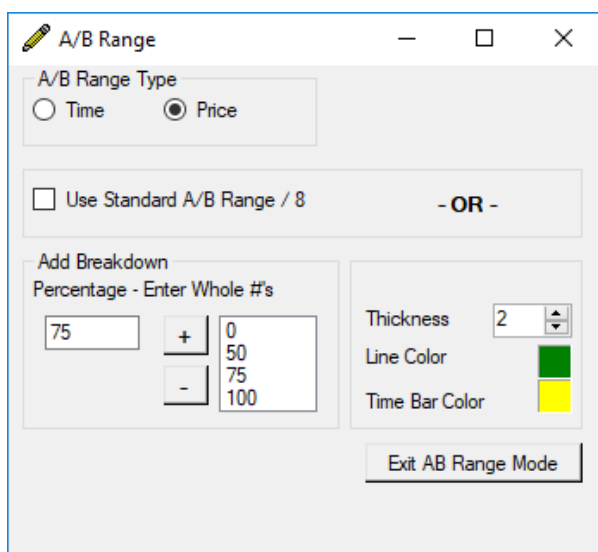 A/B Range
A/B Range Type
Time
Price
Use Standard A/B Range / 8
- OR -
Add Breakdown
Percentage - Enter Whole #'s
75
+
-
0
50
75
100
Thickness
2
Line Color
Time Bar Color
Exit AB Range Mode